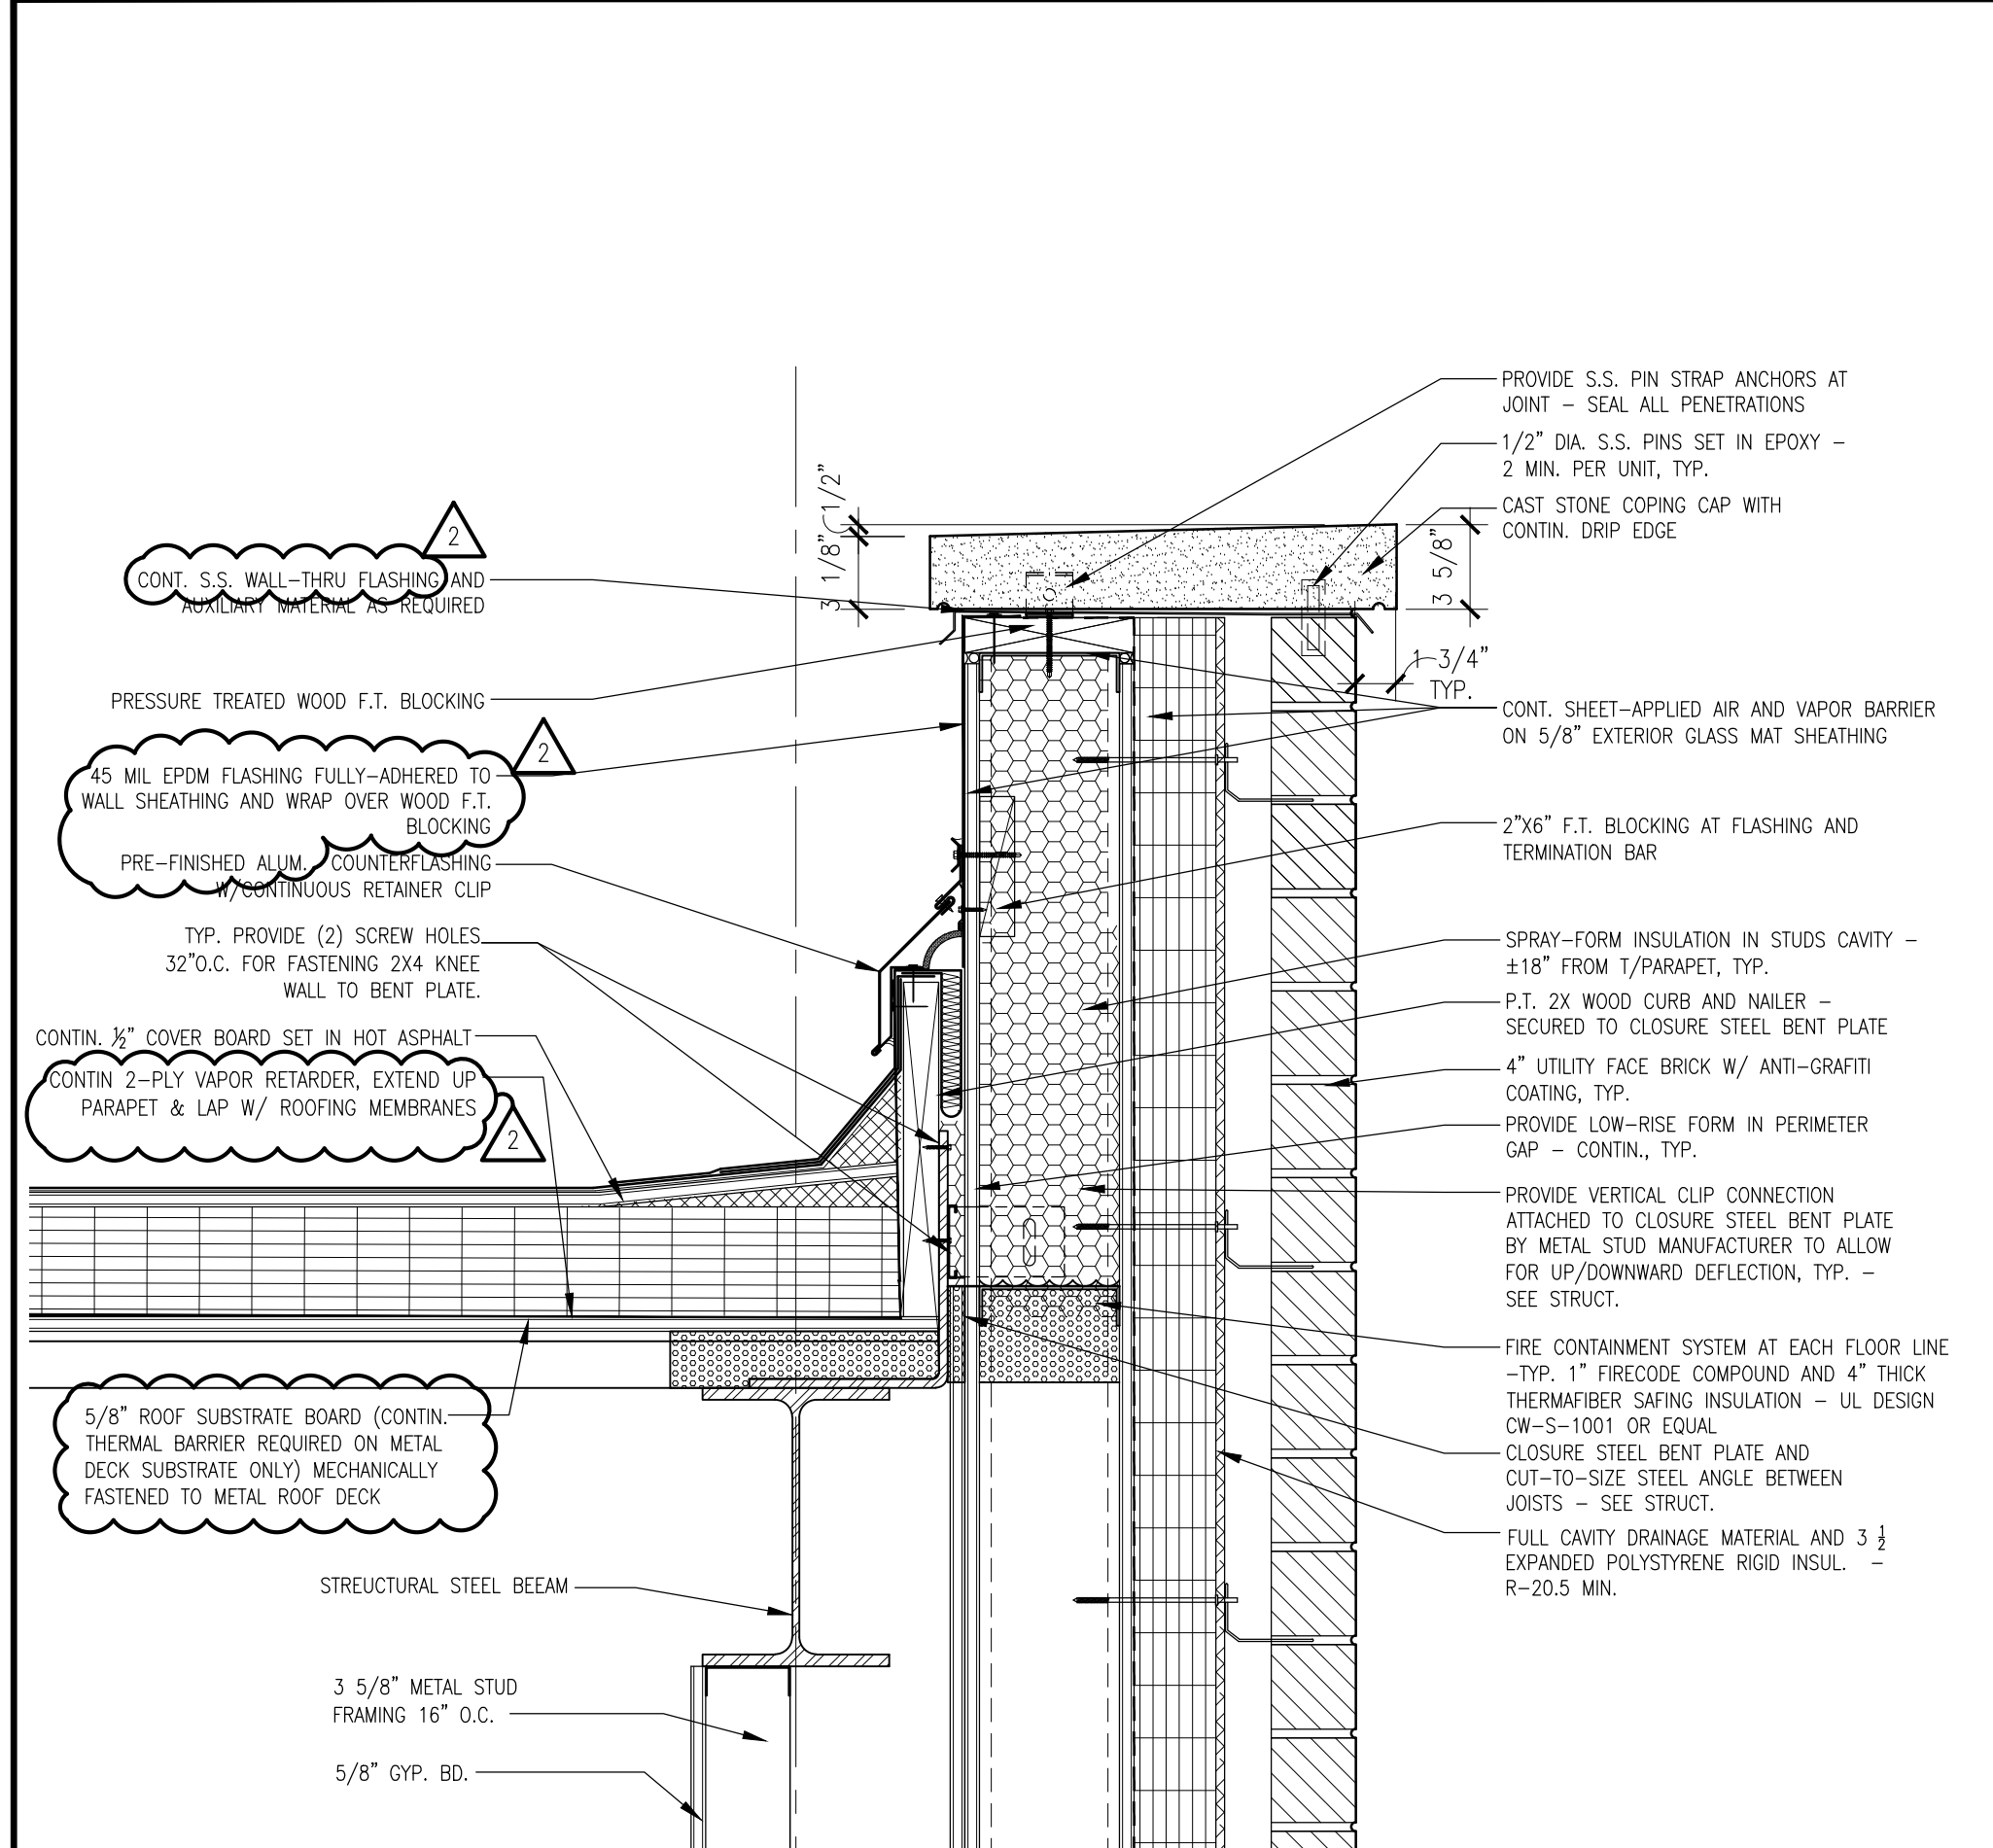 2
CONT. S.S. WALL-THRU FLASHING AND
AUXILIARY MATERIAL AS REQUIRED
PRESSURE TREATED WOOD F.T. BLOCKING
2
45 MIL EPDM FLASHING FULLY-ADHERED TO
WALL SHEATHING AND WRAP OVER WOOD F.T.
BLOCKING
PRE-FINISHED ALUM. COUNTERFLASHING
W/CONTINUOUS RETAINER CLIP
TYP. PROVIDE (2) SCREW HOLES
32"O.C. FOR FASTENING 2X4 KNEE
WALL TO BENT PLATE.
CONTIN. ½" COVER BOARD SET IN HOT ASPHALT
CONTIN 2-PLY VAPOR RETARDER, EXTEND UP
PARAPET & LAP W/ ROOFING MEMBRANES
2
5/8" ROOF SUBSTRATE BOARD (CONTIN.
THERMAL BARRIER REQUIRED ON METAL
DECK SUBSTRATE ONLY) MECHANICALLY
FASTENED TO METAL ROOF DECK
STREUCTURAL STEEL BEEAM
3 5/8" METAL STUD
FRAMING 16" O.C.
5/8" GYP. BD.
1/2"
3 1/8"
3 5/8"
1 3/4"
TYP.
PROVIDE S.S. PIN STRAP ANCHORS AT
JOINT - SEAL ALL PENETRATIONS
1/2" DIA. S.S. PINS SET IN EPOXY -
2 MIN. PER UNIT, TYP.
CAST STONE COPING CAP WITH
CONTIN. DRIP EDGE
CONT. SHEET-APPLIED AIR AND VAPOR BARRIER
ON 5/8" EXTERIOR GLASS MAT SHEATHING
2"X6" F.T. BLOCKING AT FLASHING AND
TERMINATION BAR
SPRAY-FORM INSULATION IN STUDS CAVITY -
±18" FROM T/PARAPET, TYP.
P.T. 2X WOOD CURB AND NAILER -
SECURED TO CLOSURE STEEL BENT PLATE
4" UTILITY FACE BRICK W/ ANTI-GRAFITI
COATING, TYP.
PROVIDE LOW-RISE FORM IN PERIMETER
GAP - CONTIN., TYP.
PROVIDE VERTICAL CLIP CONNECTION
ATTACHED TO CLOSURE STEEL BENT PLATE
BY METAL STUD MANUFACTURER TO ALLOW
FOR UP/DOWNWARD DEFLECTION, TYP. -
SEE STRUCT.
FIRE CONTAINMENT SYSTEM AT EACH FLOOR LINE
-TYP. 1" FIRECODE COMPOUND AND 4" THICK
THERMAFIBER SAFING INSULATION - UL DESIGN
CW-S-1001 OR EQUAL
CLOSURE STEEL BENT PLATE AND
CUT-TO-SIZE STEEL ANGLE BETWEEN
JOISTS - SEE STRUCT.
FULL CAVITY DRAINAGE MATERIAL AND 3 ½
EXPANDED POLYSTYRENE RIGID INSUL. -
R-20.5 MIN.